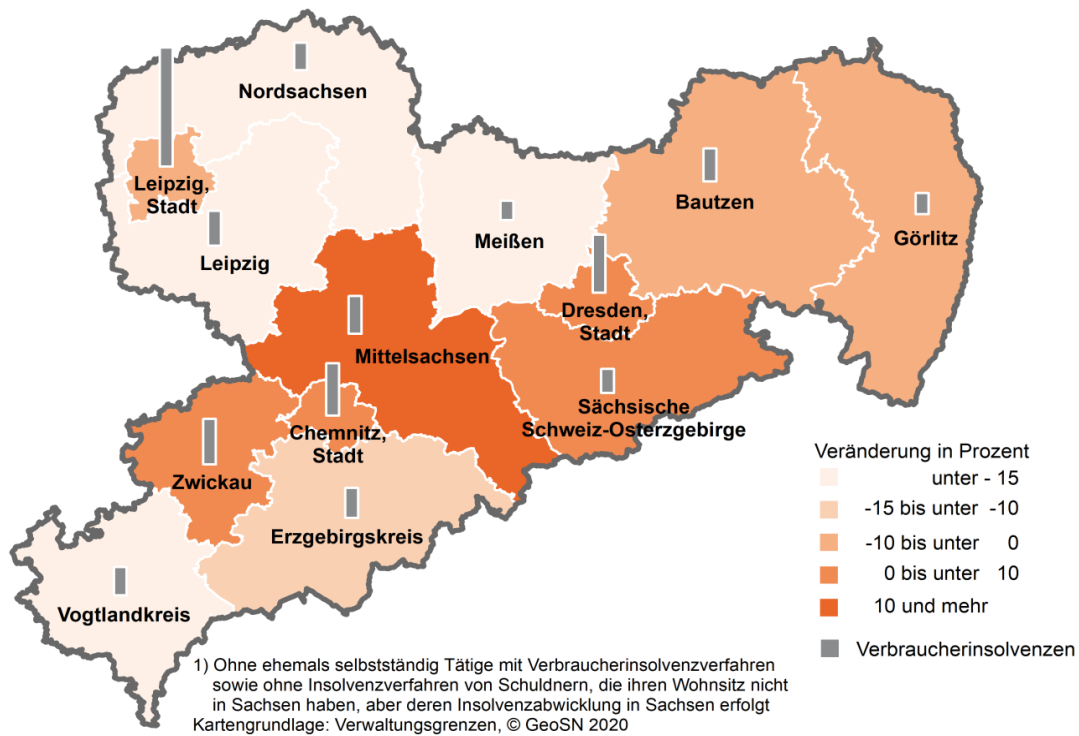 Nordsachsen
Leipzig,
Stadt
Leipzig
Meißen
Bautzen
Görlitz
Dresden,
Stadt
Mittelsachsen
Sächsische
Schweiz-Osterzgebirge
Chemnitz,
Stadt
Zwickau
Erzgebirgskreis
Vogtlandkreis
Veränderung in Prozent
unter - 15
-15 bis unter -10
-10 bis unter 0
0 bis unter 10
10 und mehr
Verbraucherinsolvenzen
1) Ohne ehemals selbstständig Tätige mit Verbraucherinsolvenzverfahren
sowie ohne Insolvenzverfahren von Schuldnern, die ihren Wohnsitz nicht
in Sachsen haben, aber deren Insolvenzabwicklung in Sachsen erfolgt
Kartengrundlage: Verwaltungsgrenzen, © GeoSN 2020